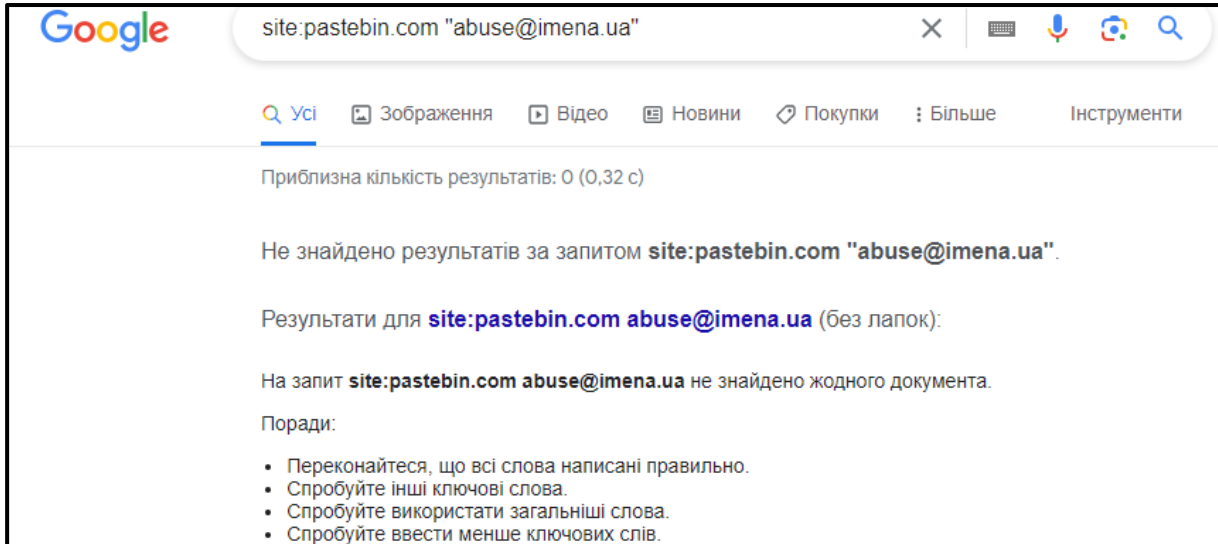 Google
site:pastebin.com "abuse@imena.ua"
Усі Зображення Відео Новини Покупки Більше Інструменти
Приблизна кількість результатів: 0 (0,32 с)
Не знайдено результатів за запитом site:pastebin.com "abuse@imena.ua".
Результати для site:pastebin.com abuse@imena.ua (без лапок):
На запит site:pastebin.com abuse@imena.ua не знайдено жодного документа.
Поради:
• Переконайтеся, що всі слова написані правильно.
• Спробуйте інші ключові слова.
• Спробуйте використати загальніші слова.
• Спробуйте ввести менше ключових слів.